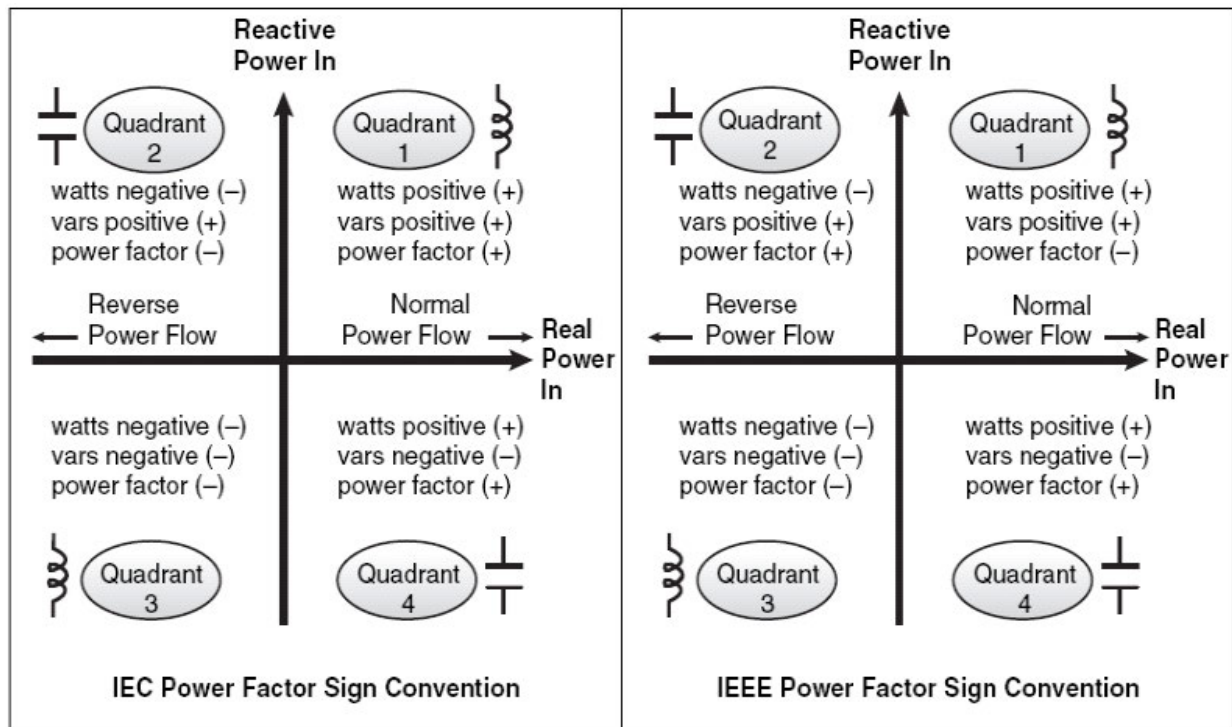 Reactive
Power In
Quadrant
2
watts negative (–)
vars positive (+)
power factor (–)
Quadrant
1
watts positive (+)
vars positive (+)
power factor (+)
Reverse
Power Flow
Normal
Power Flow
Real
Power
In
watts negative (–)
vars negative (–)
power factor (–)
Quadrant
3
watts positive (+)
vars negative (–)
power factor (+)
Quadrant
4
IEC Power Factor Sign Convention
Reactive
Power In
Quadrant
2
watts negative (–)
vars positive (+)
power factor (+)
Quadrant
1
watts positive (+)
vars positive (+)
power factor (–)
Reverse
Power Flow
Normal
Power Flow
Real
Power
In
watts negative (–)
vars negative (–)
power factor (–)
Quadrant
3
watts positive (+)
vars negative (–)
power factor (+)
Quadrant
4
IEEE Power Factor Sign Convention